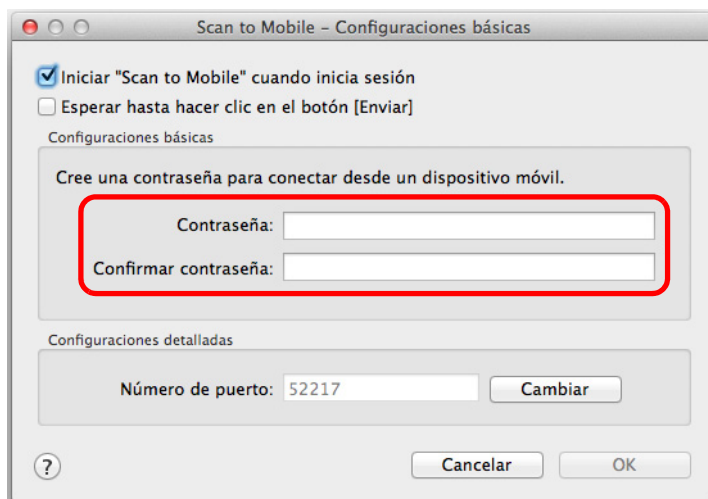 Scan to Mobile – Configuraciones básicas
Iniciar "Scan to Mobile" cuando inicia sesión
Esperar hasta hacer clic en el botón [Enviar]
Configuraciones básicas
Cree una contraseña para conectar desde un dispositivo móvil.
Contraseña:
Confirmar contraseña:
Configuraciones detalladas
Número de puerto: 52217 Cambiar
? Cancelar OK